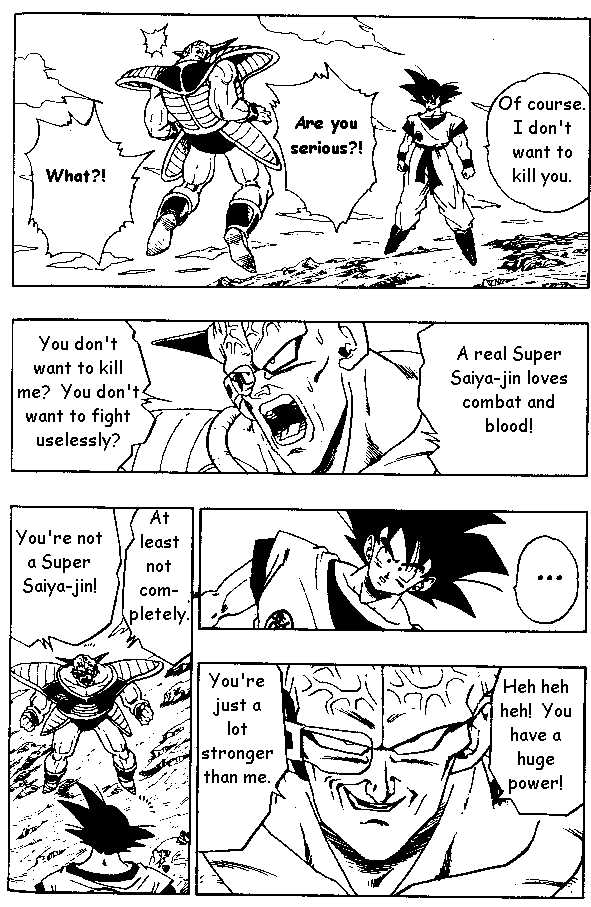 What?!
Are you
serious?!
Of course.
I don't
want to
kill you.
You don't
want to kill
me? You don't
want to fight
uselessly?
A real Super
Saiya-jin loves
combat and
blood!
You're not
a Super
Saiya-jin!
At
least
not
com-
pletely.
...
You're
just a
lot
stronger
than me.
Heh heh
heh! You
have a
huge
power!